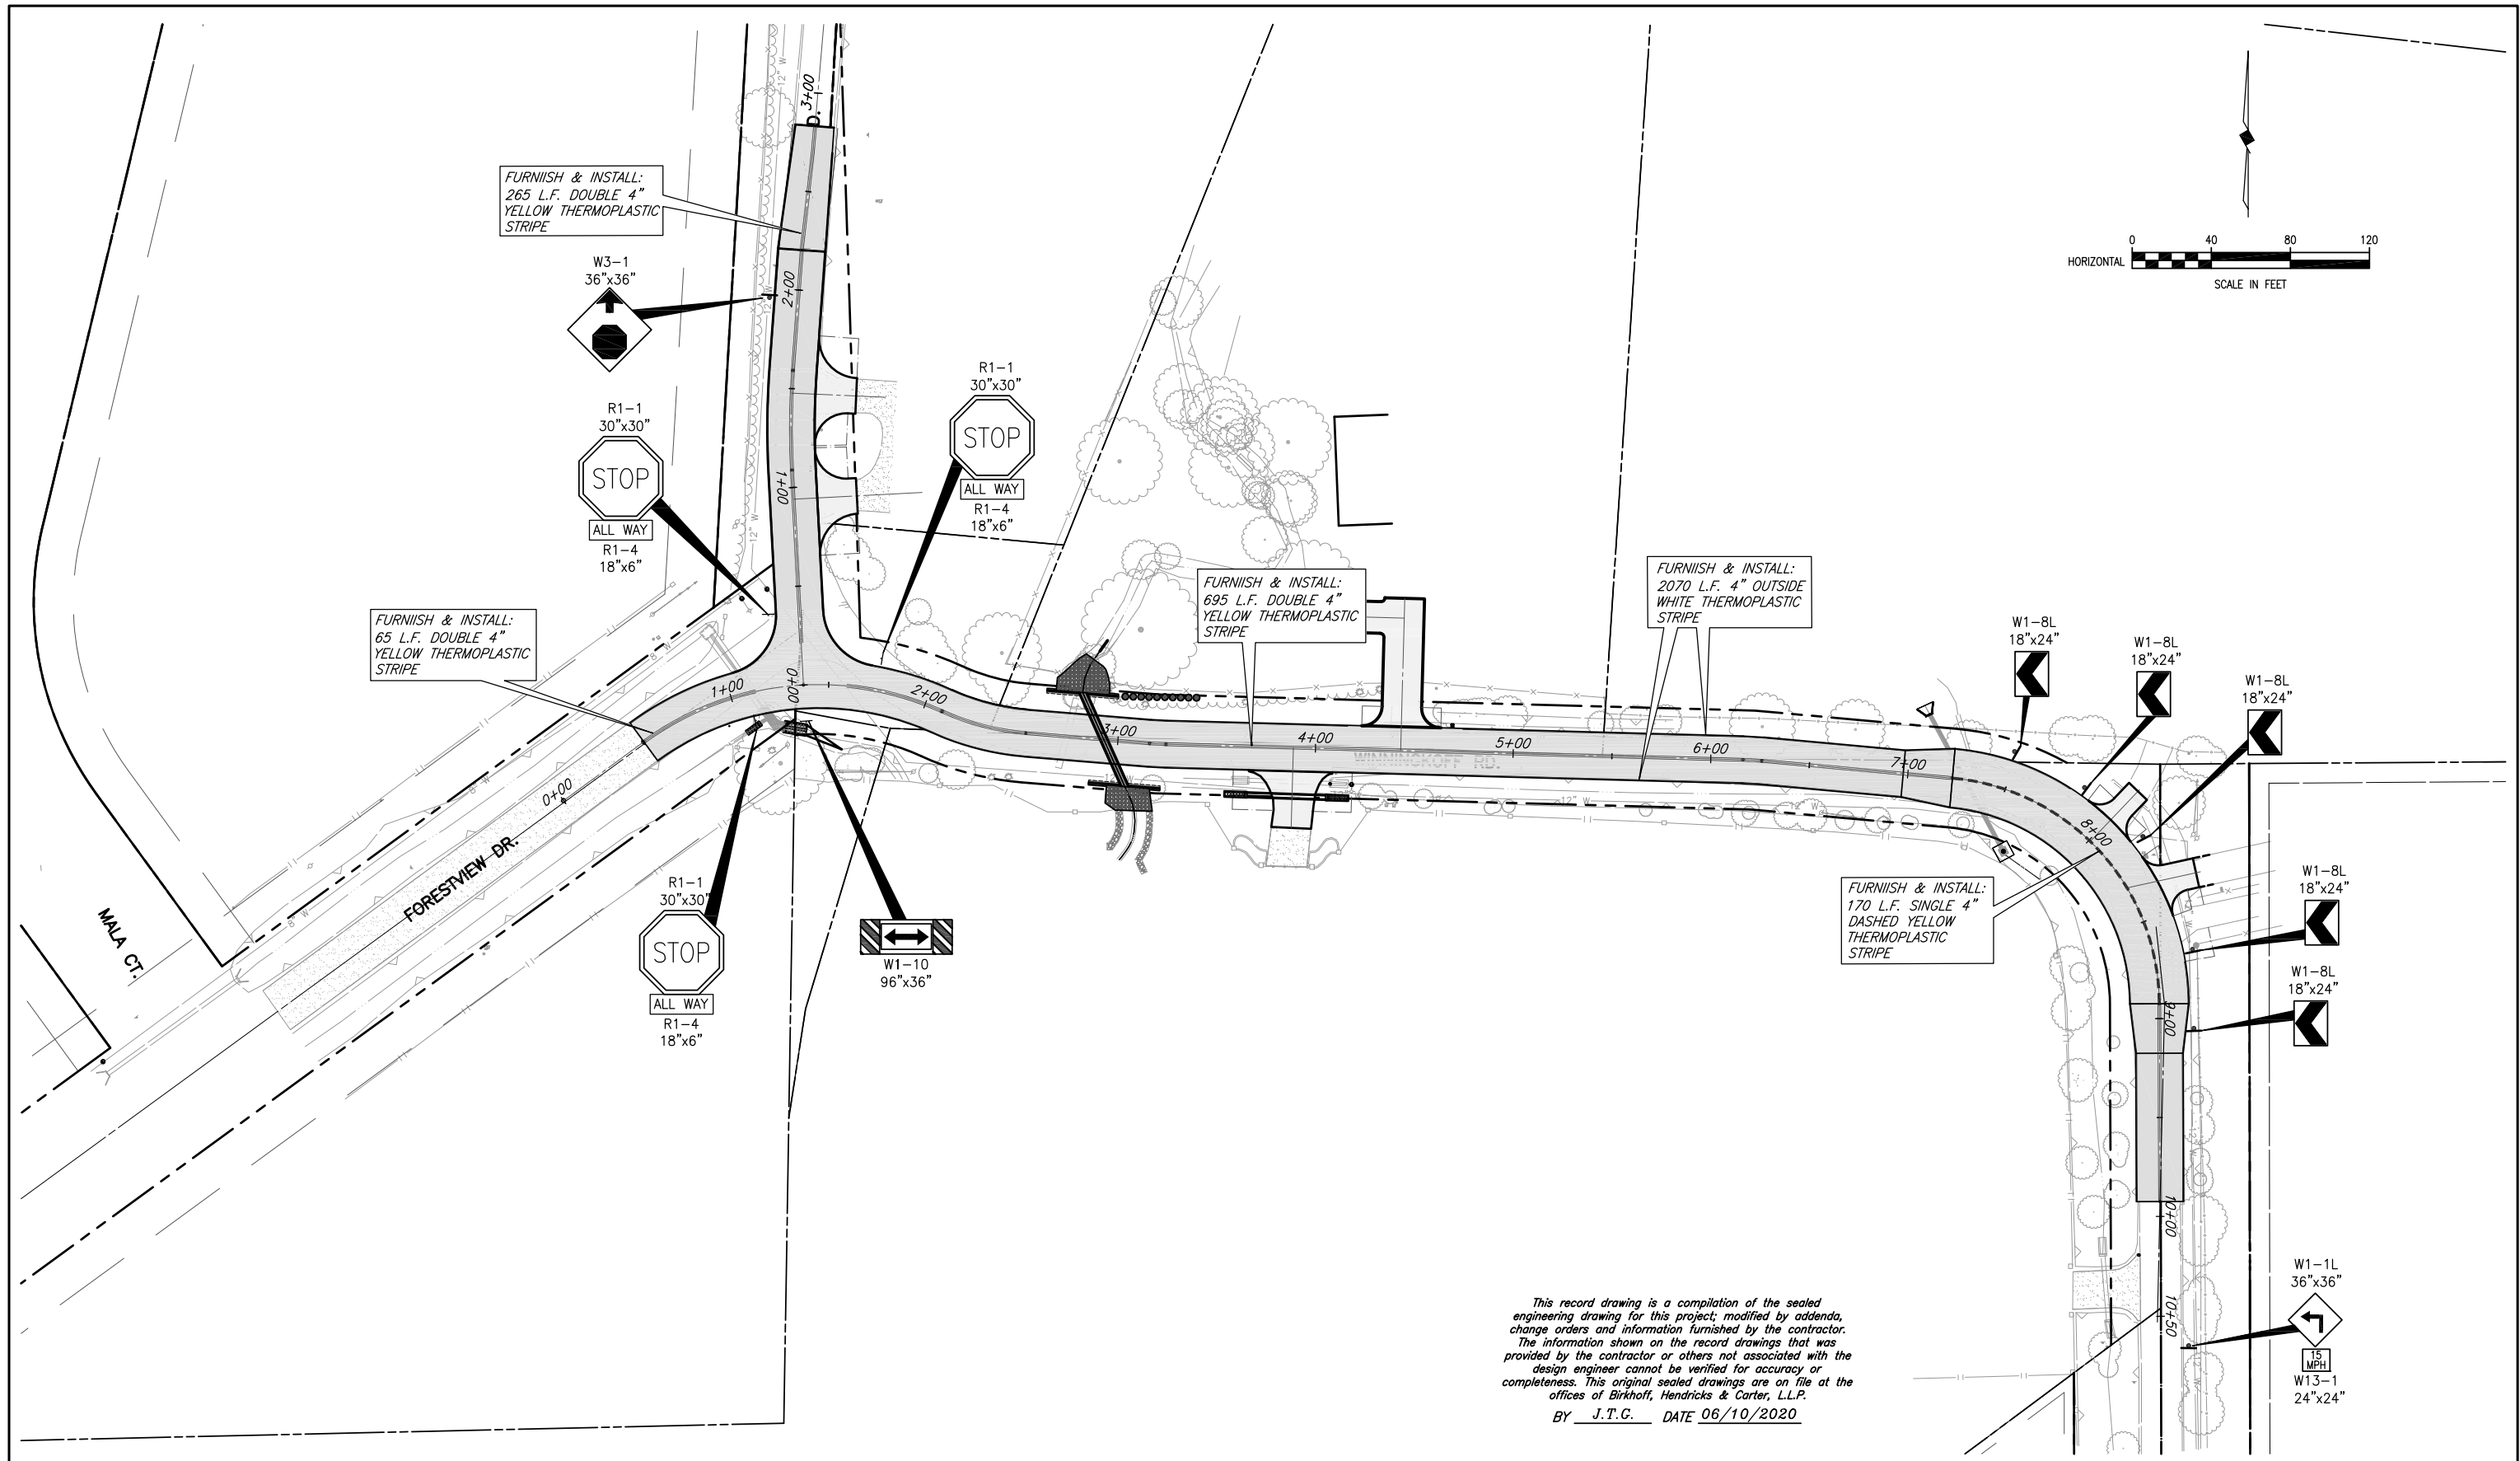 12" W
D. 3+00
0
40
80
120
HORIZONTAL
SCALE IN FEET
FURNIISH & INSTALL:
265 L.F. DOUBLE 4"
YELLOW THERMOPLASTIC
STRIPE
W3-1
36"x36"
2+00
12" W
R1-1
30"x30"
STOP
ALL WAY
R1-4
18"x6"
R1-1
30"x30"
STOP
ALL WAY
R1-4
18"x6"
1+00
12" W
FURNIISH & INSTALL:
65 L.F. DOUBLE 4"
YELLOW THERMOPLASTIC
STRIPE
8" W
FURNIISH & INSTALL:
695 L.F. DOUBLE 4"
YELLOW THERMOPLASTIC
STRIPE
FURNIISH & INSTALL:
2070 L.F. 4" OUTSIDE
WHITE THERMOPLASTIC
STRIPE
W1-8L
18"x24"
W1-8L
18"x24"
W1-8L
18"x24"
0+00
1+00
0+00
2+00
3+00
4+00
5+00
6+00
7+00
8+00
WINNINGKOFF RD.
12" W
12" W
8" W
8" W
FORESTVIEW DR.
MALA CT.
R1-1
30"x30"
STOP
ALL WAY
R1-4
18"x6"
W1-10
96"x36"
FURNIISH & INSTALL:
170 L.F. SINGLE 4"
DASHED YELLOW
THERMOPLASTIC
STRIPE
W1-8L
18"x24"
W1-8L
18"x24"
9+00
12" W
10+00
10+50
W1-1L
36"x36"
15
MPH
W13-1
24"x24"
This record drawing is a compilation of the sealed
engineering drawing for this project; modified by addenda,
change orders and information furnished by the contractor.
The information shown on the record drawings that was
provided by the contractor or others not associated with the
design engineer cannot be verified for accuracy or
completeness. This original sealed drawings are on file at the
offices of Birkhoff, Hendricks & Carter, L.L.P.
BY J.T.G. DATE 06/10/2020